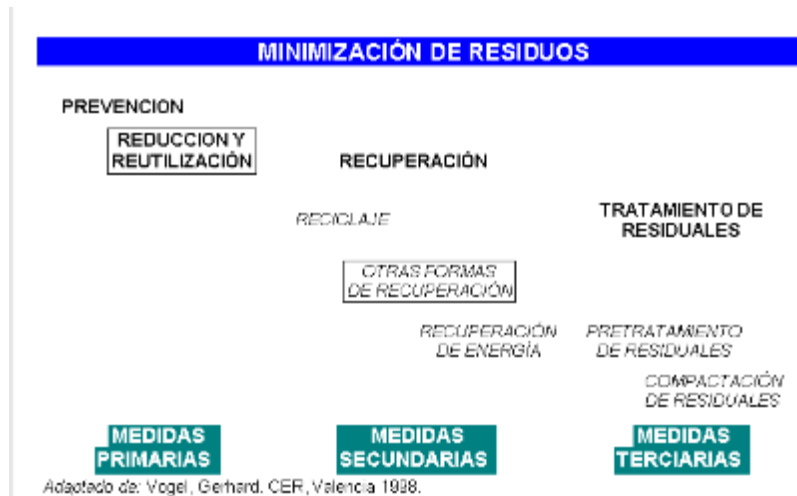 MINIMIZACIÓN DE RESIDUOS
PREVENCION
REDUCCION Y
REUTILIZACIÓN
RECUPERACIÓN
RECICLAJE
TRATAMIENTO DE
RESIDUALES
OTRAS FORMAS
DE RECUPERACIÓN
RECUPERACIÓN
DE ENERGÍA
PRETRATAMIENTO
DE RESIDUALES
COMPACTACIÓN
DE RESIDUALES
MEDIDAS
PRIMARIAS
MEDIDAS
SECUNDARIAS
MEDIDAS
TERCIARIAS
Adaptado de: Vogel, Gerhard. CER, Valencia 1998.